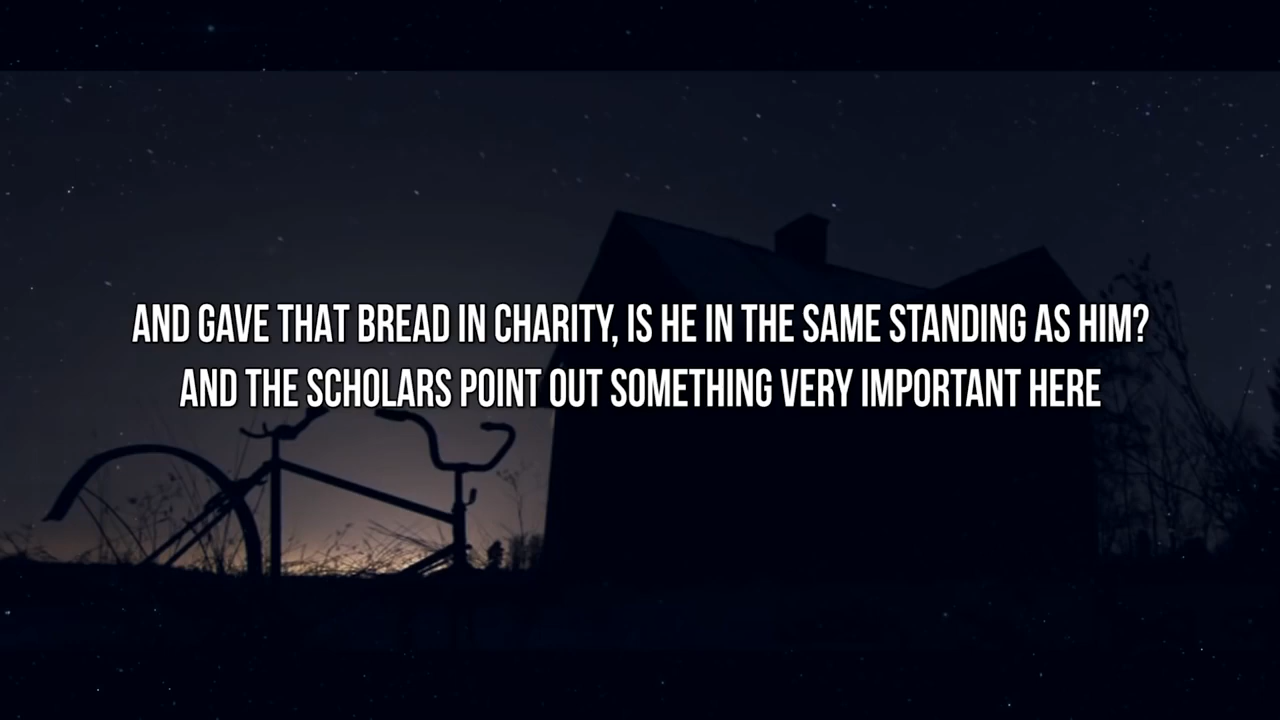 AND GAVE THAT BREAD IN CHARITY, IS HE IN THE SAME STANDING AS HIM?
AND THE SCHOLARS POINT OUT SOMETHING VERY IMPORTANT HERE